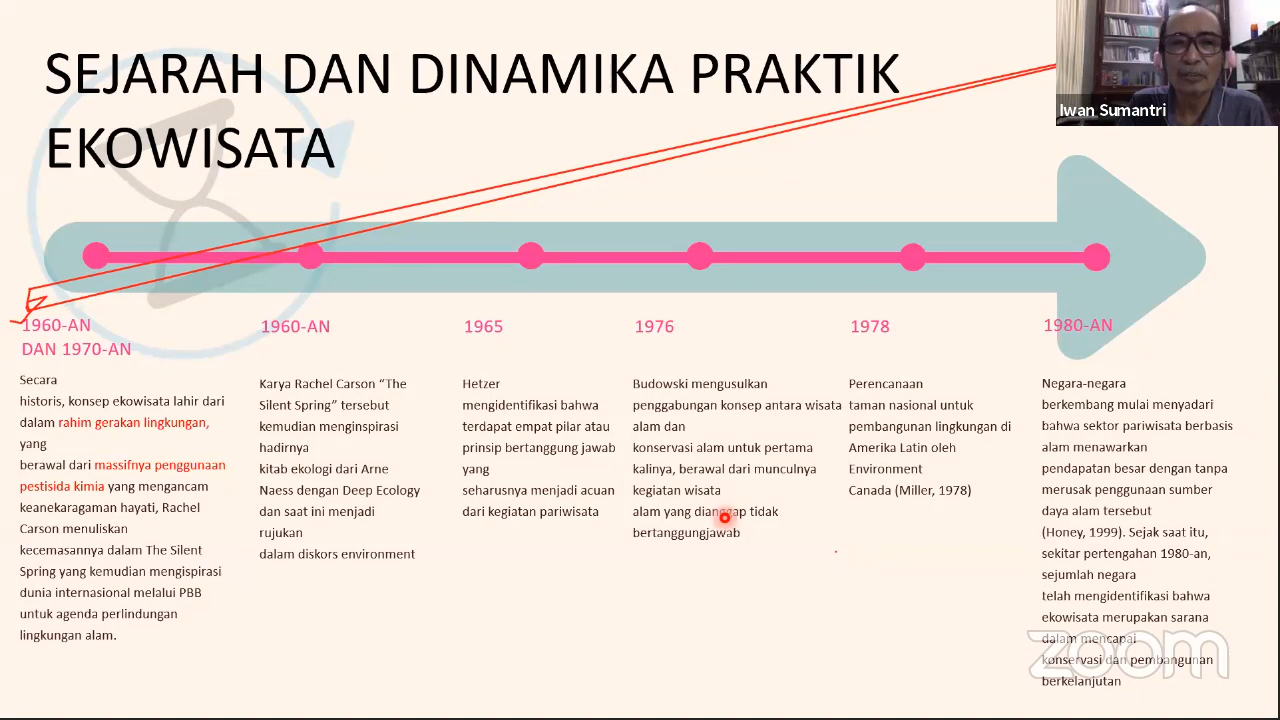 SEJARAH DAN DINAMIKA PRAKTIK
EKOWISATA
Iwan Sumantri
1960-AN
DAN 1970-AN
Secara
historis, konsep ekowisata lahir dari
dalam rahim gerakan lingkungan,
yang
berawal dari massifnya penggunaan
pestisida kimia yang mengancam
keanekaragaman hayati, Rachel
Carson menuliskan
kecemasannya dalam The Silent
Spring yang kemudian mengispirasi
dunia internasional melalui PBB
untuk agenda perlindungan
lingkungan alam.
1960-AN
Karya Rachel Carson “The
Silent Spring” tersebut
kemudian menginspirasi
hadirnya
kitab ekologi dari Arne
Naess dengan Deep Ecology
dan saat ini menjadi
rujukan
dalam diskors environment
1965
Hetzer
mengidentifikasi bahwa
terdapat empat pilar atau
prinsip bertanggung jawab
yang
seharusnya menjadi acuan
dari kegiatan pariwisata
1976
Budowski mengusulkan
penggabungan konsep antara wisata
alam dan
konservasi alam untuk pertama
kalinya, berawal dari munculnya
kegiatan wisata
alam yang dianggap tidak
bertanggungjawab
1978
Perencanaan
taman nasional untuk
pembangunan lingkungan di
Amerika Latin oleh
Environment
Canada (Miller, 1978)
1980-AN
Negara-negara
berkembang mulai menyadari
bahwa sektor pariwisata berbasis
alam menawarkan
pendapatan besar dengan tanpa
merusak penggunaan sumber
daya alam tersebut
(Honey, 1999). Sejak saat itu,
sekitar pertengahan 1980-an,
sejumlah negara
telah mengidentifikasi bahwa
ekowisata merupakan sarana
dalam mencapai
konservasi dan pembangunan
berkelanjutan
zoom